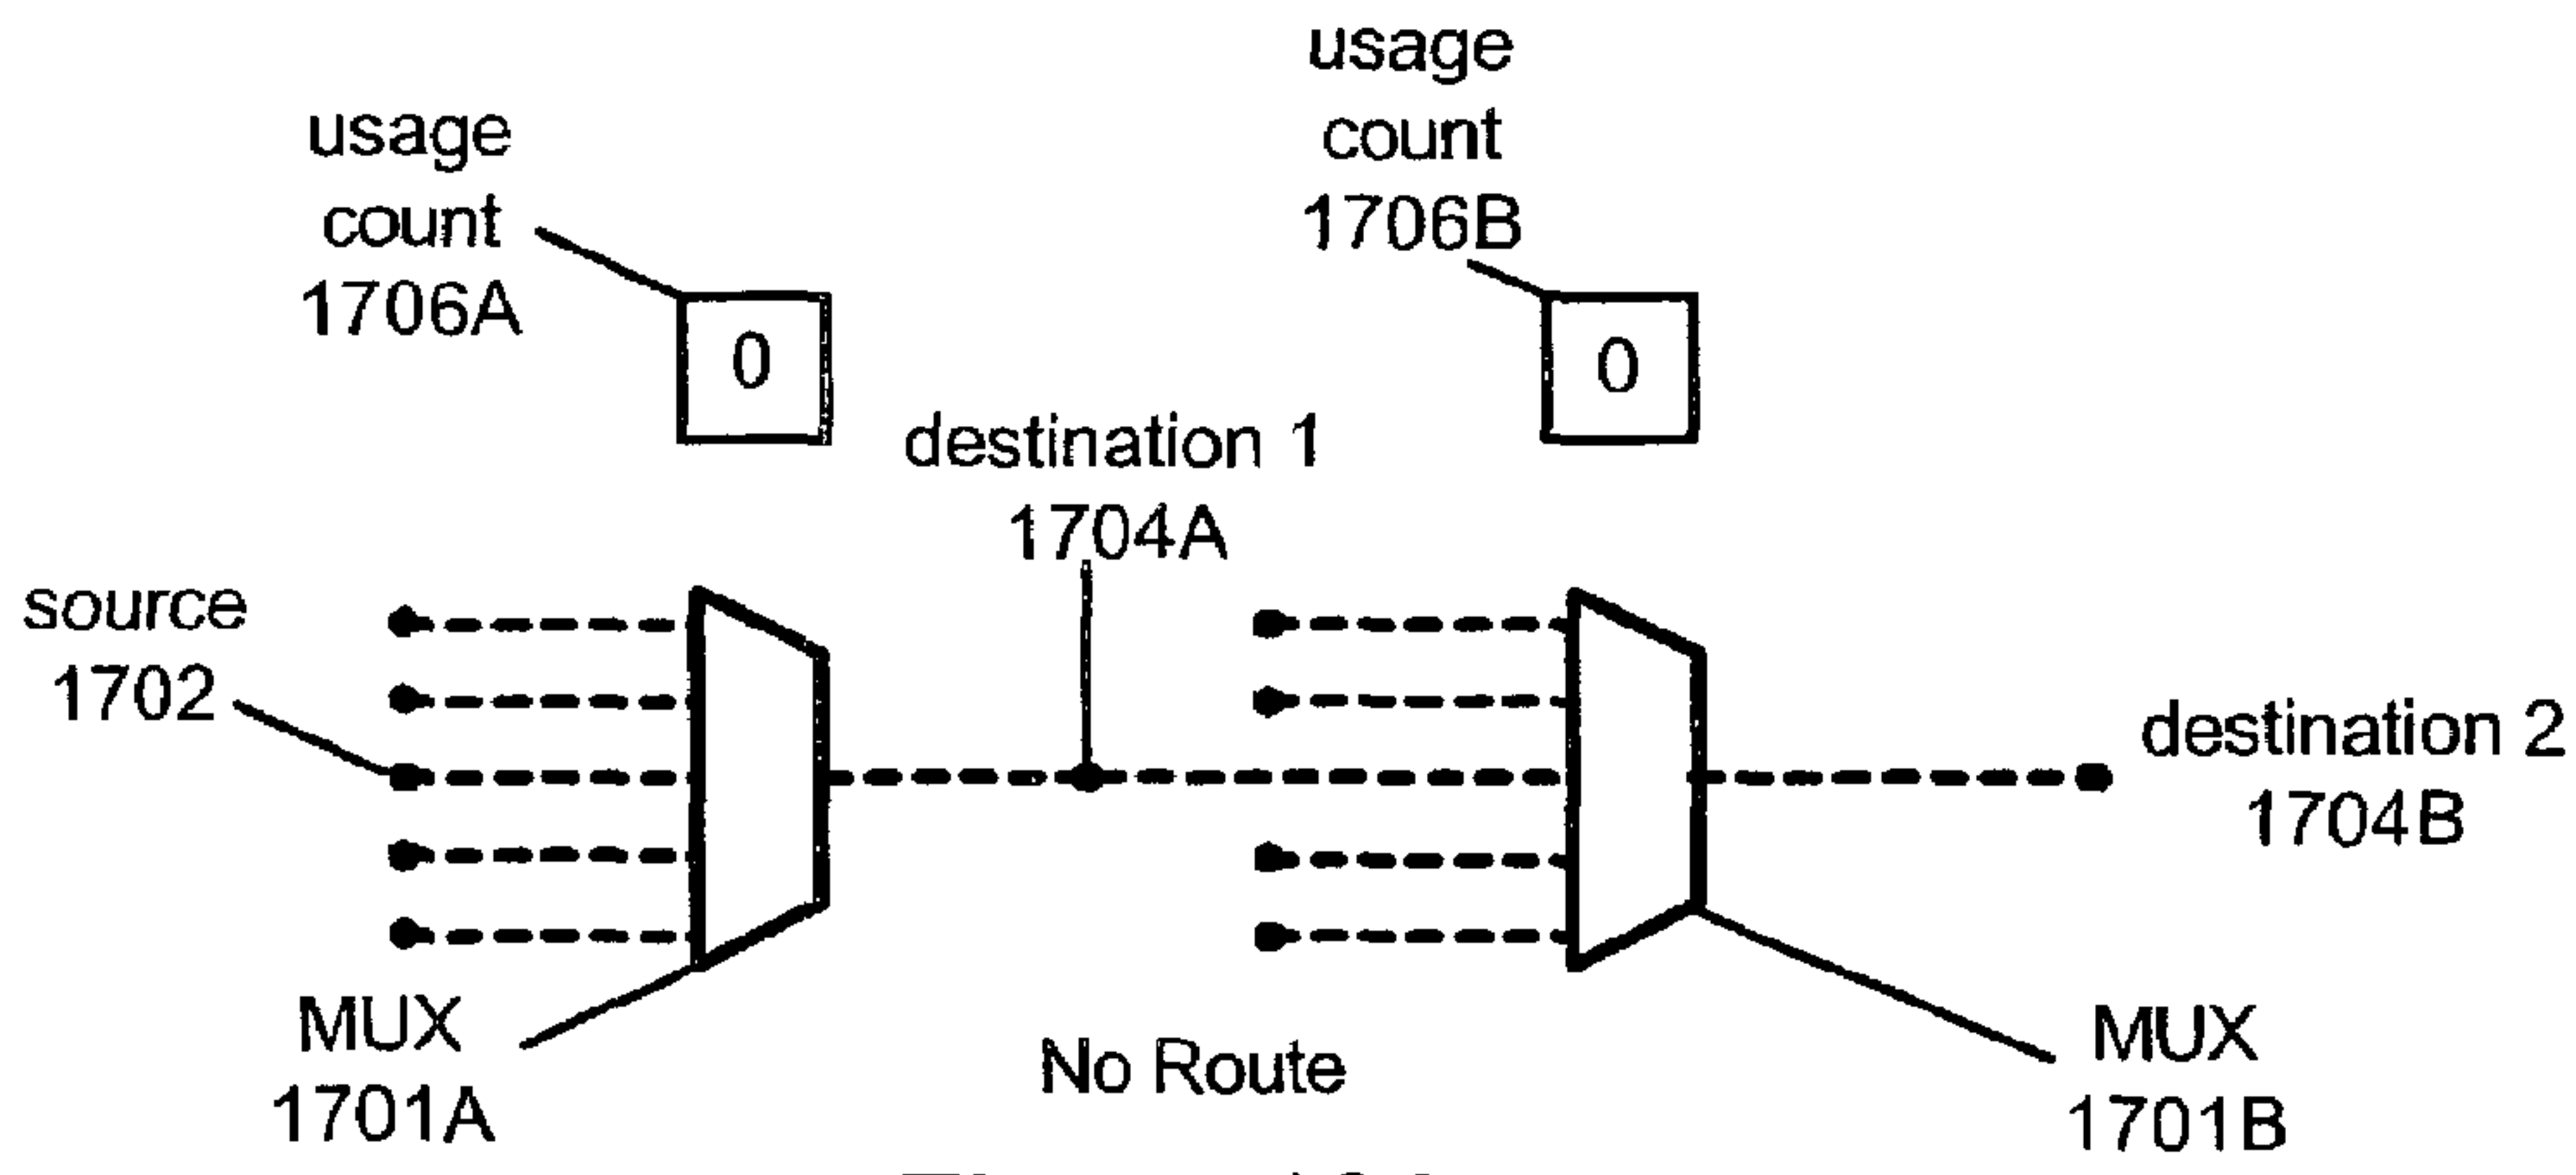 usage
count
1706A
0
usage
count
1706B
0
destination 1
1704A
source
1702
destination 2
1704B
MUX
1701A
No Route
MUX
1701B